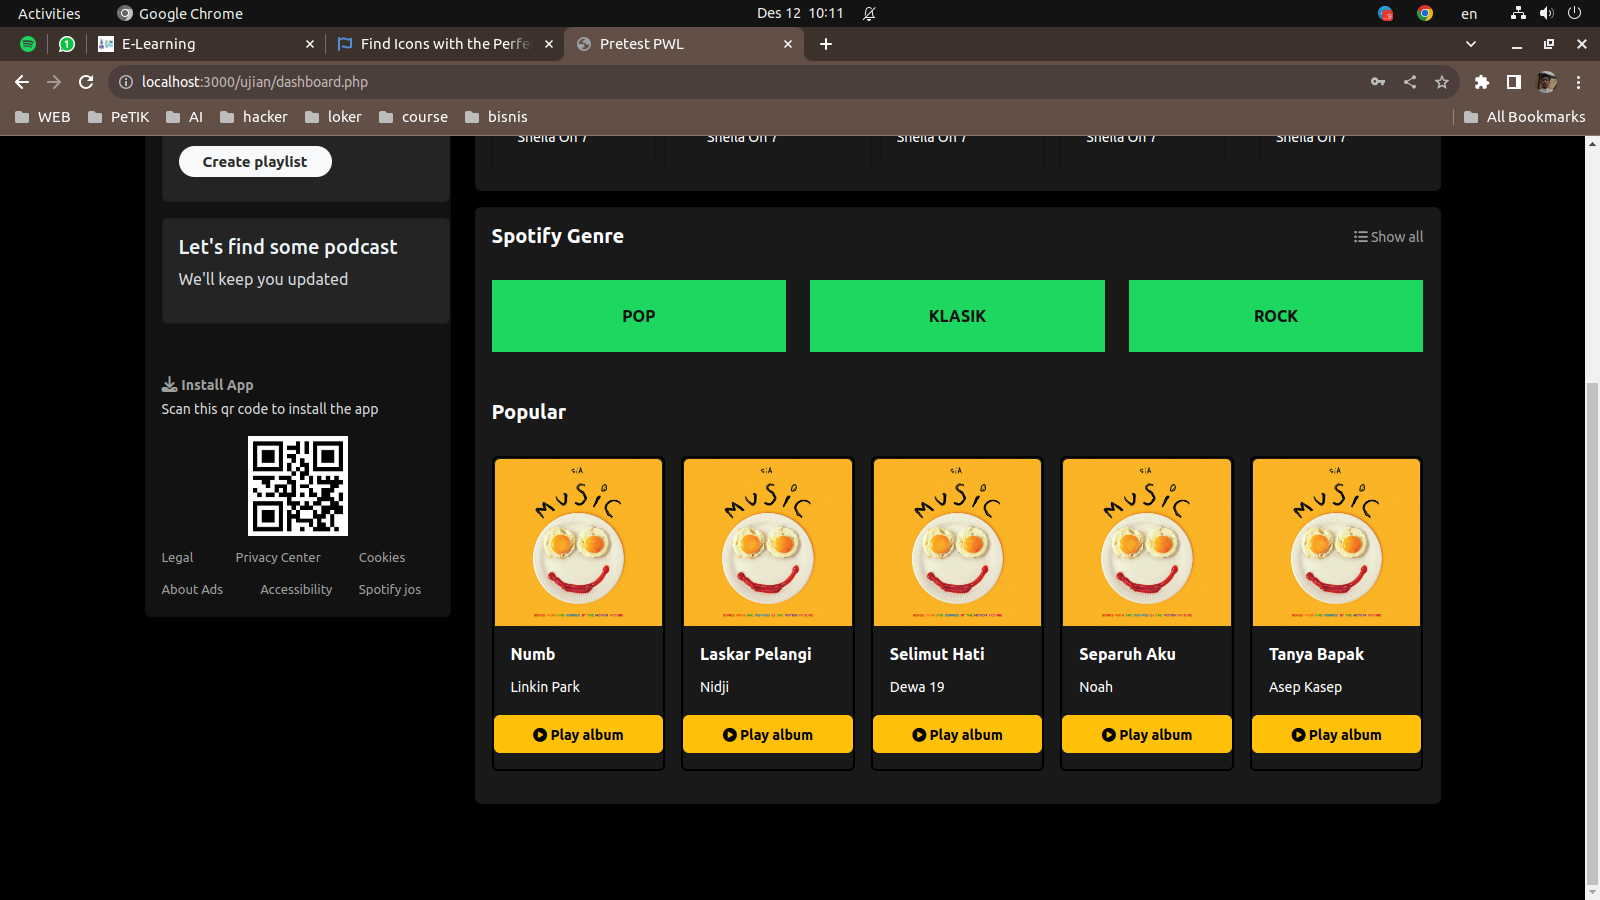 Activities
Google Chrome
Des 12 10:11
en
1
E-Learning
Find Icons with the Perfe
Pretest PWL
localhost:3000/ujian/dashboard.php
WEB
PeTIK
AI
hacker
loker
course
bisnis
All Bookmarks
Sheila On 7
Sheila On 7
Sheila On 7
Sheila On 7
Sheila On 7
Create playlist
Let's find some podcast
We'll keep you updated
Install App
Scan this qr code to install the app
Legal
Privacy Center
Cookies
About Ads
Accessibility
Spotify jos
Spotify Genre
Show all
POP
KLASIK
ROCK
Popular
SIA
MUSIC
SIA
MUSIC
SIA
MUSIC
SIA
MUSIC
SIA
MUSIC
Numb
Linkin Park
Play album
Laskar Pelangi
Nidji
Play album
Selimut Hati
Dewa 19
Play album
Separuh Aku
Noah
Play album
Tanya Bapak
Asep Kasep
Play album